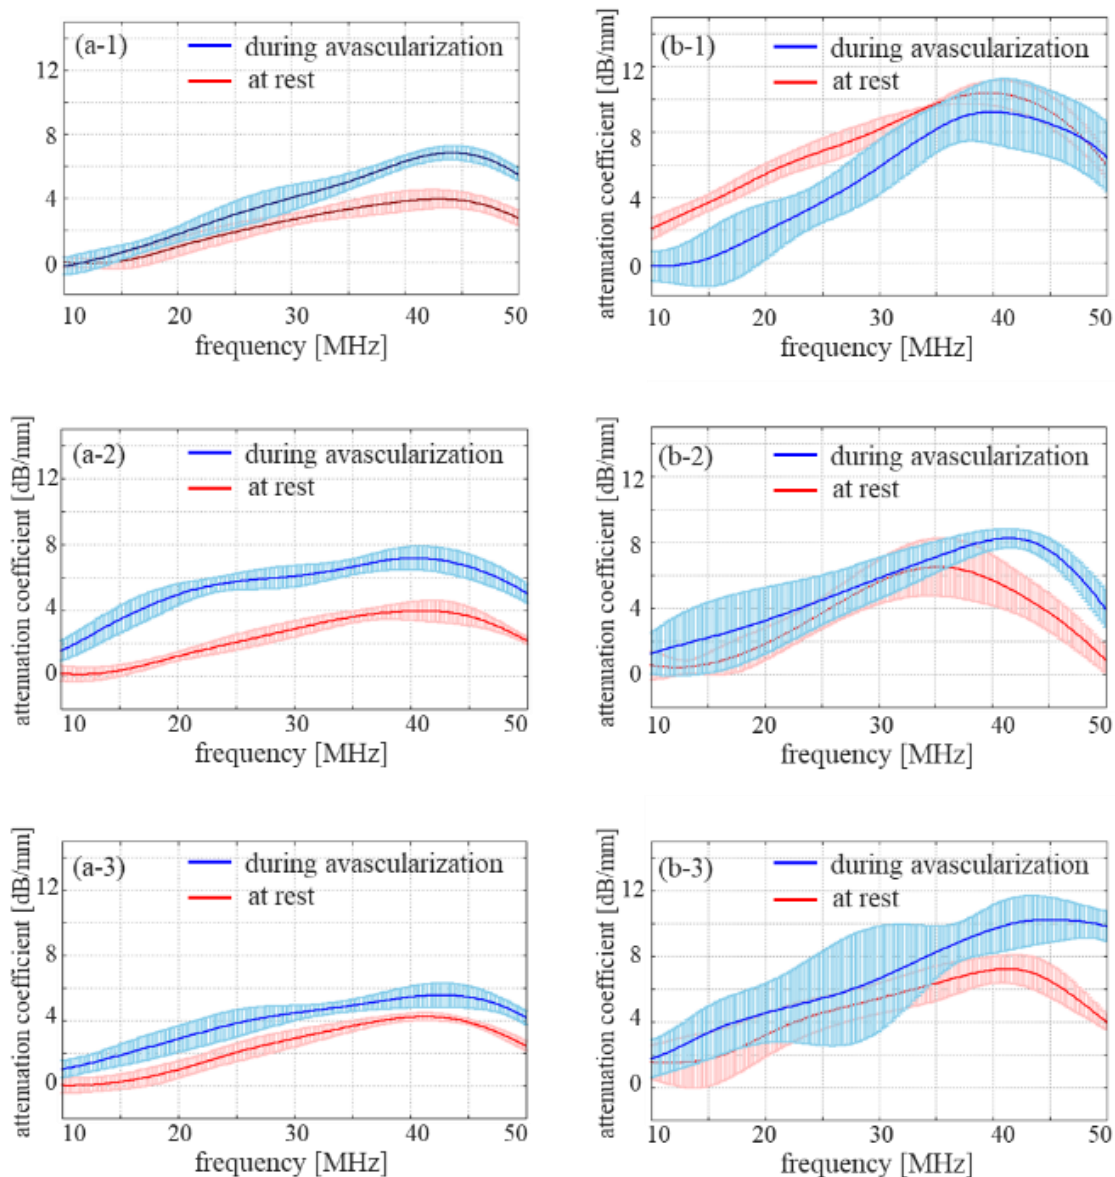 (a-1)
during avascularization
at rest
12
8
4
0
10 20 30 40 50
frequency [MHz]
(b-1)
during avascularization
at rest
attenuation coefficient [dB/mm]
12
8
4
0
10 20 30 40 50
frequency [MHz]
(a-2)
during avascularization
at rest
attenuation coefficient [dB/mm]
12
8
4
0
10 20 30 40 50
frequency [MHz]
(b-2)
during avascularization
at rest
attenuation coefficient [dB/mm]
12
8
4
0
10 20 30 40 50
frequency [MHz]
(a-3)
during avascularization
at rest
attenuation coefficient [dB/mm]
12
8
4
0
10 20 30 40 50
frequency [MHz]
(b-3)
during avascularization
at rest
attenuation coefficient [dB/mm]
12
8
4
0
10 20 30 40 50
frequency [MHz]